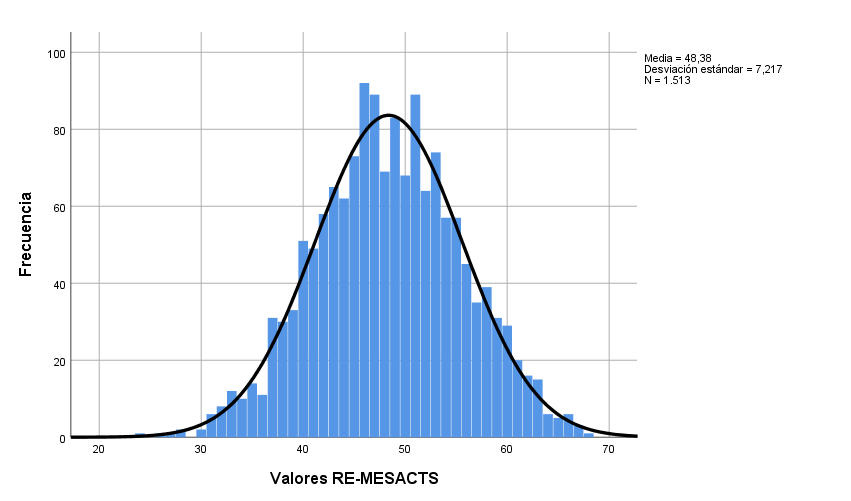 100
80
60
40
20
0
Frecuencia
20
30
40
50
60
70
Valores RE-MESACTS
Media = 48,38
Desviación estándar = 7,217
N = 1.513